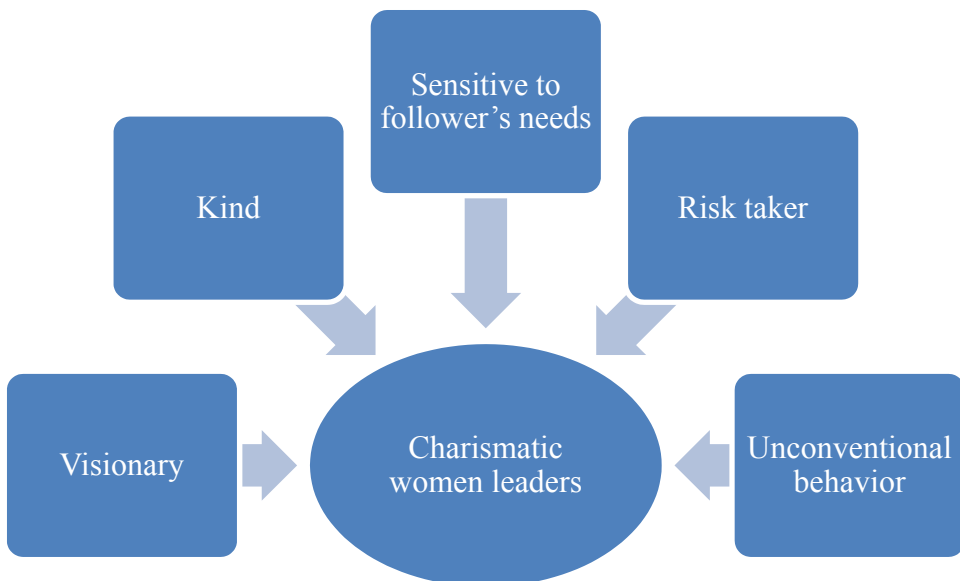 Sensitive to
follower’s needs
Kind
Risk taker
Visionary
Charismatic
women leaders
Unconventional
behavior